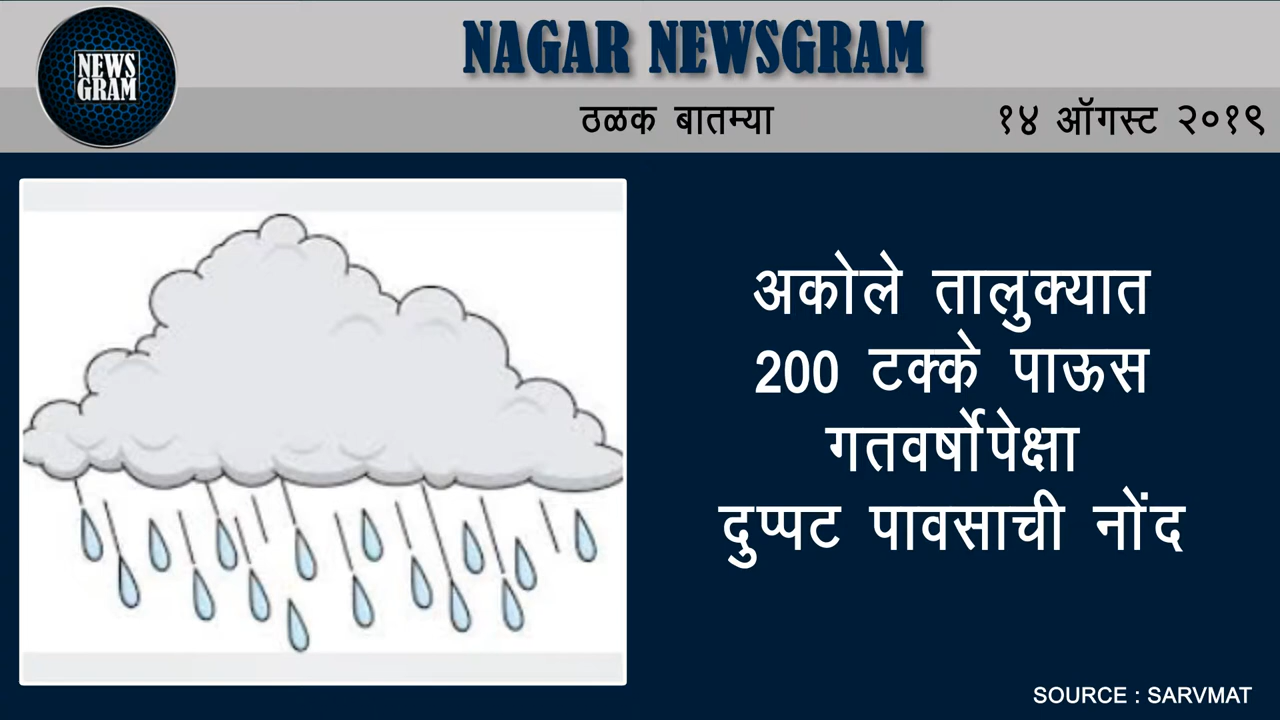 NEWS
GRAM
NAGAR NEWSGRAM
ठळक बातम्या
१४ ऑगस्ट २०१९
अकोले तालुक्यात
200 टक्के पाऊस
गतवर्षोपेक्षा
दुप्पट पावसाची नोंद
SOURCE : SARVMAT